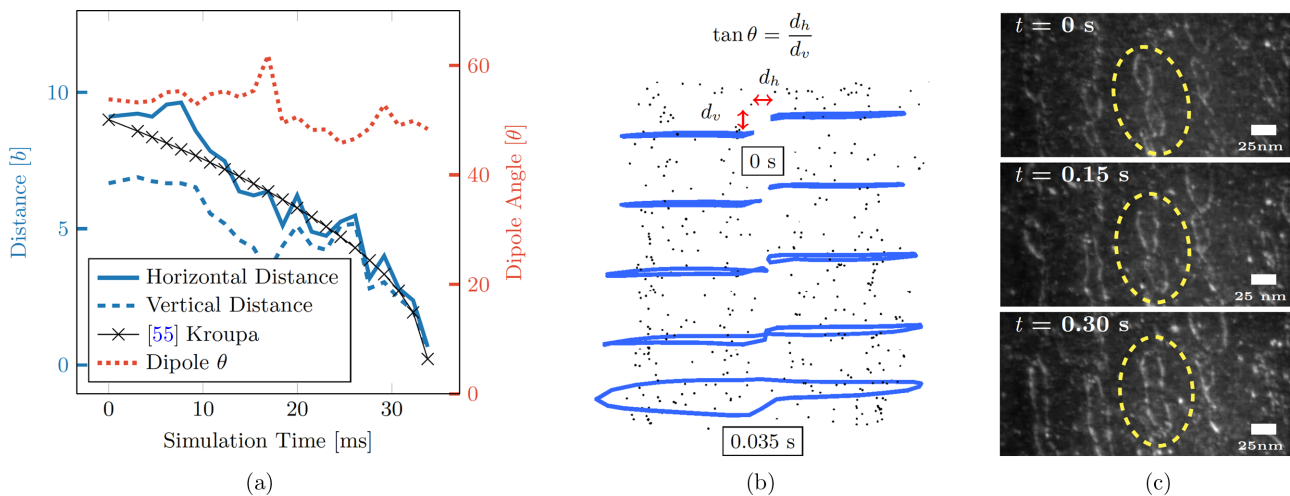 10
5
0
Distance [b]
60
40
20
0
Dipole Angle [θ]
Horizontal Distance
Vertical Distance
[55] Kroupa
Dipole θ
0
10
20
30
Simulation Time [ms]
(a)
tan θ = d_h / d_v
d_h
d_v
0 s
0.035 s
(b)
t = 0 s
25nm
t = 0.15 s
25 nm
t = 0.30 s
25nm
(c)